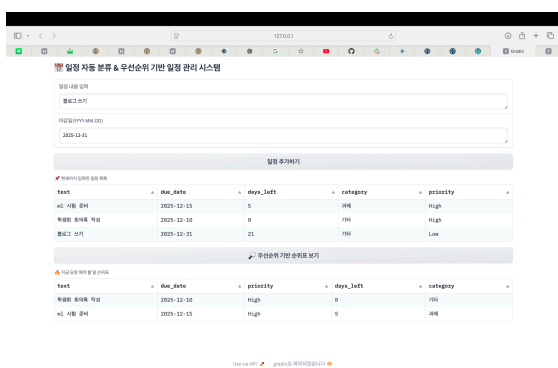 127.0.0.1
Gradio
📅 일정 자동 분류 & 우선순위 기반 일정 관리 시스템
일정 내용 입력
블로그 쓰기
마감일(YYYY-MM-DD)
2025-12-31
일정 추가하기
📌 현재까지 입력된 일정 목록
text due_date days_left category priority
ml 시험 준비 2025-12-15 5 과제 High
학생회 회의록 작성 2025-12-10 0 기타 High
블로그 쓰기 2025-12-31 21 기타 Low
🔎 우선순위 기반 순위표 보기
🔥 지금 당장 해야 할 일 순위표
text due_date priority days_left category
학생회 회의록 작성 2025-12-10 High 0 기타
ml 시험 준비 2025-12-15 High 5 과제
Use via API 🚀 · gradio로 제작되었습니다 🧡